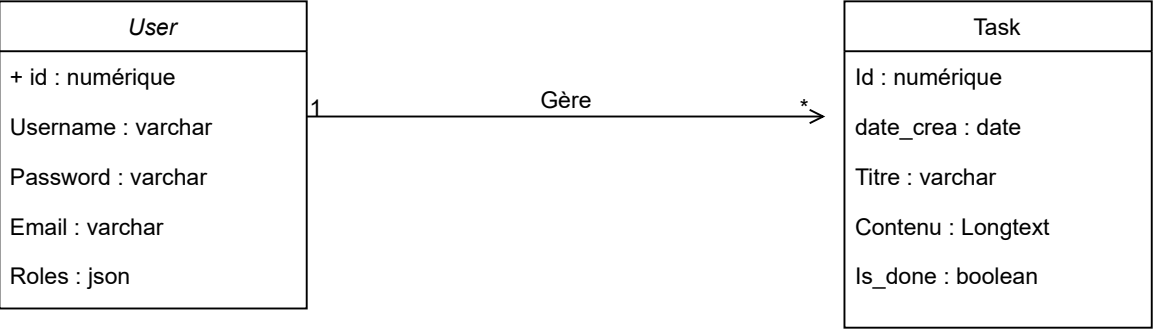 User
+ id : numérique
Username : varchar
Password : varchar
Email : varchar
Roles : json
1
Gère
*
Task
Id : numérique
date_crea : date
Titre : varchar
Contenu : Longtext
Is_done : boolean